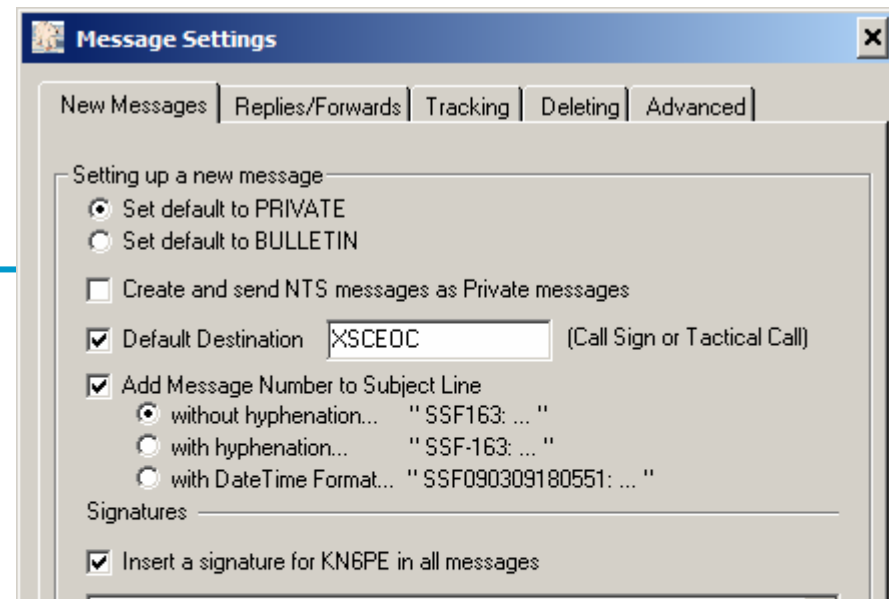 Message Settings
New Messages Replies/Forwards Tracking Deleting Advanced
Setting up a new message
Set default to PRIVATE
Set default to BULLETIN
Create and send NTS messages as Private messages
Default Destination XSCEOC (Call Sign or Tactical Call)
Add Message Number to Subject Line
without hyphenation... " SSF163: ... "
with hyphenation... " SSF-163: ... "
with DateTime Format... " SSF090309180551: ... "
Signatures
Insert a signature for KN6PE in all messages